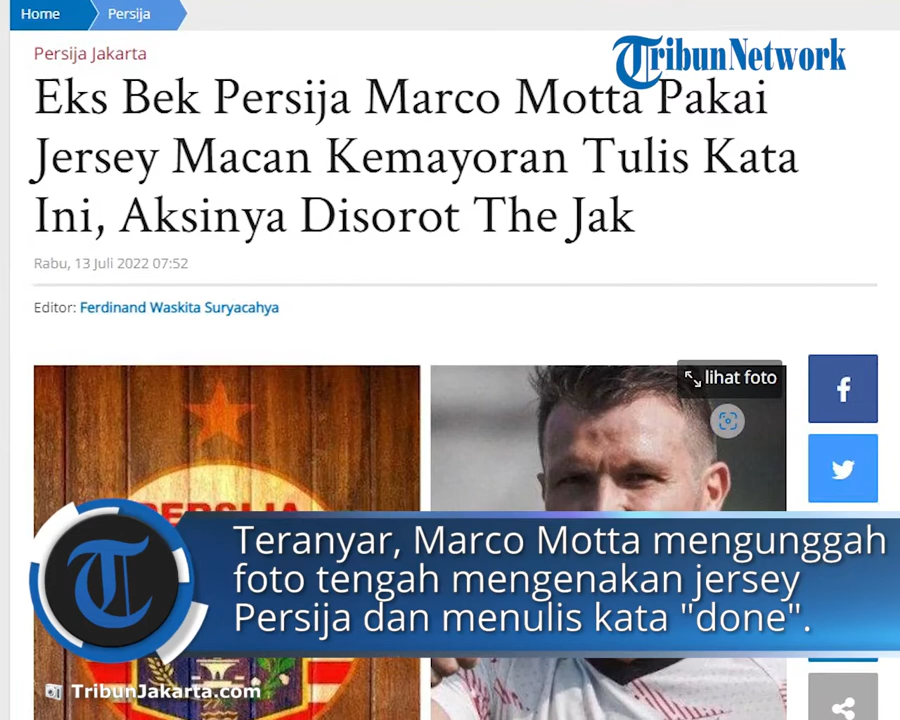 Home
Persija
Persija Jakarta
TribunNetwork
Eks Bek Persija Marco Motta Pakai
Jersey Macan Kemayoran Tulis Kata
Ini, Aksinya Disorot The Jak
Rabu, 13 Juli 2022 07:52
Editor: Ferdinand Waskita Suryacahya
lihat foto
PERSIJA
Teranyar, Marco Motta mengunggah
foto tengah mengenakan jersey
Persija dan menulis kata "done".
TribunJakarta.com